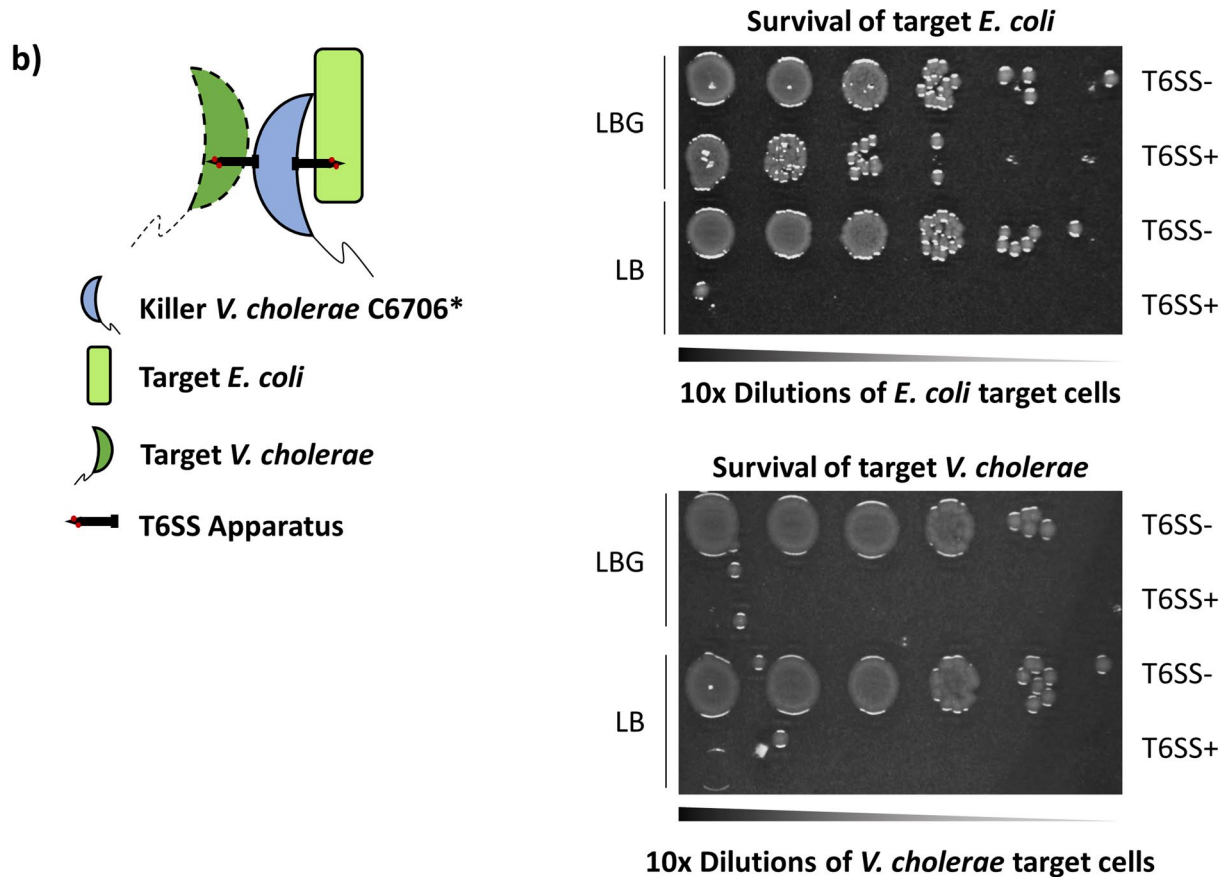 b)
Killer V. cholerae C6706*
Target E. coli
Target V. cholerae
T6SS Apparatus
Survival of target E. coli
LBG
T6SS-
T6SS+
LB
T6SS-
T6SS+
10x Dilutions of E. coli target cells
Survival of target V. cholerae
LBG
T6SS-
T6SS+
LB
T6SS-
T6SS+
10x Dilutions of V. cholerae target cells